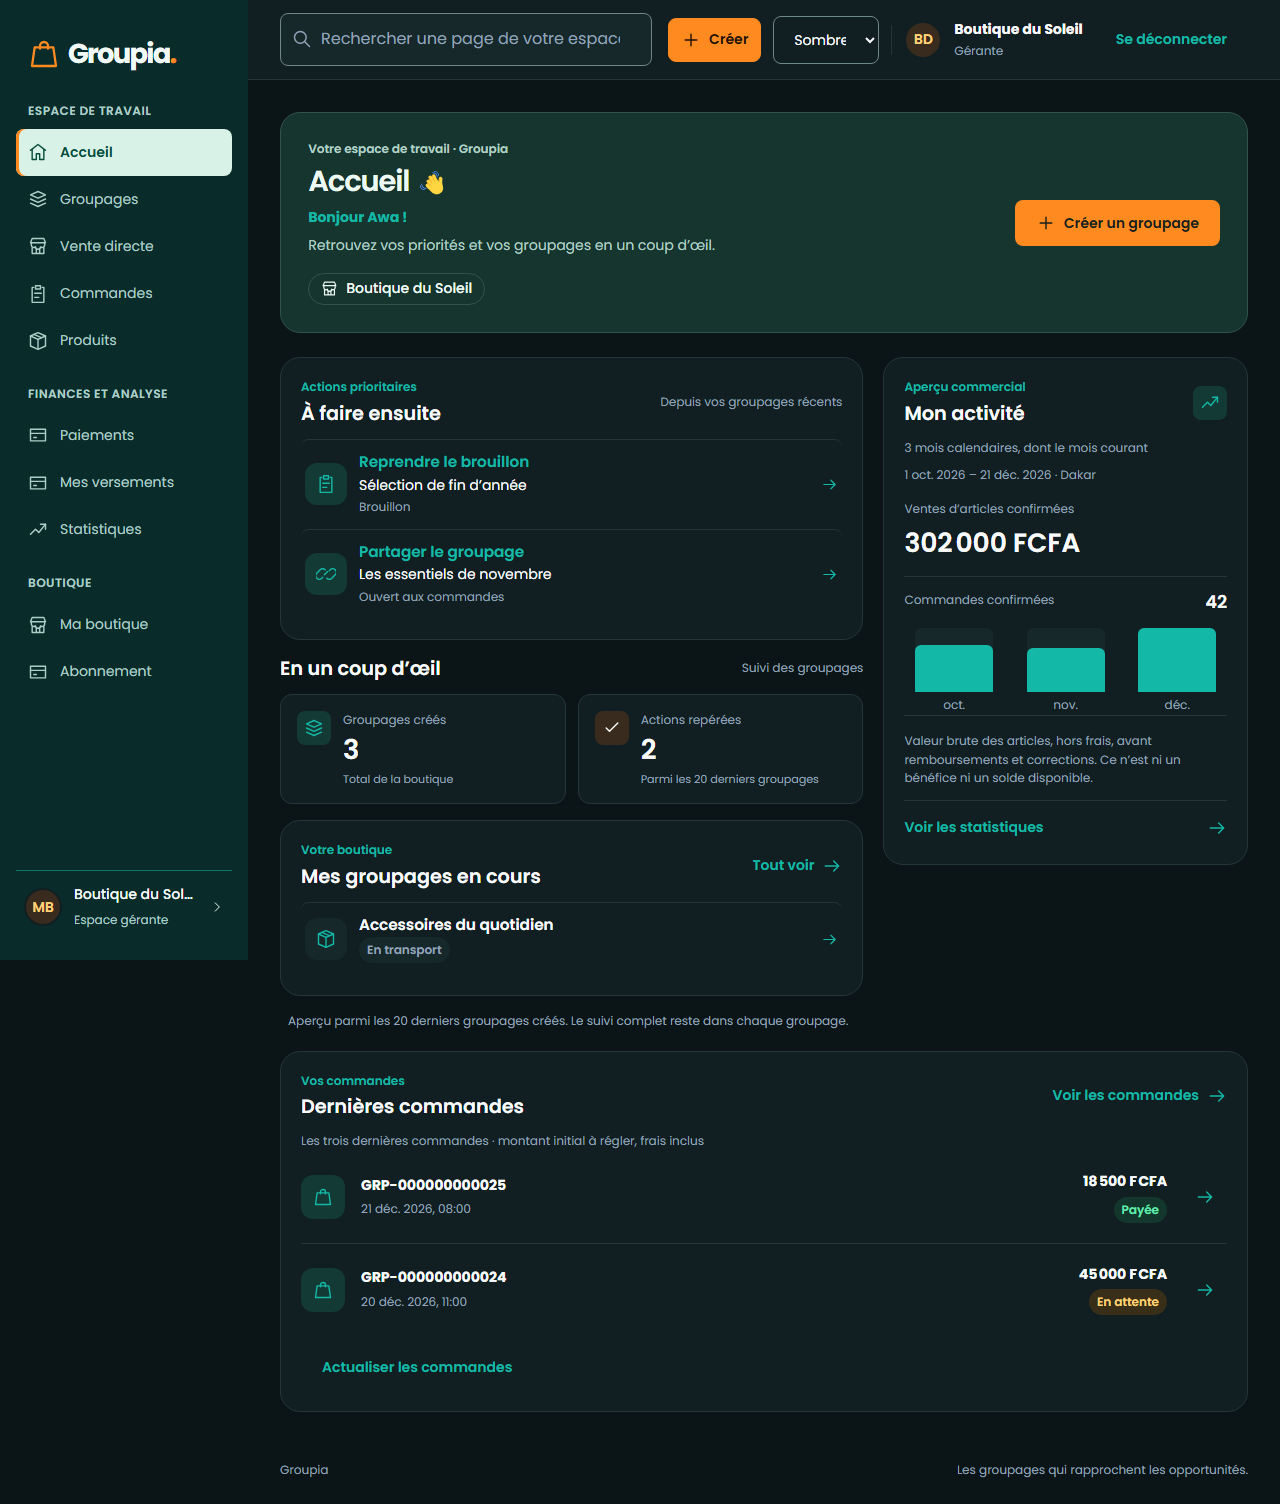 Groupia.
ESPACE DE TRAVAIL
Accueil
Groupages
Vente directe
Commandes
Produits
FINANCES ET ANALYSE
Paiements
Mes versements
Statistiques
BOUTIQUE
Ma boutique
Abonnement
MB
Boutique du Sol...
Espace gérante
Rechercher une page de votre espac
Créer
Sombre
BD
Boutique du Soleil
Gérante
Se déconnecter
Votre espace de travail · Groupia
Accueil 👋
Bonjour Awa !
Retrouvez vos priorités et vos groupages en un coup d’œil.
Boutique du Soleil
Créer un groupage
Actions prioritaires
À faire ensuite
Depuis vos groupages récents
Reprendre le brouillon
Sélection de fin d’année
Brouillon
Partager le groupage
Les essentiels de novembre
Ouvert aux commandes
En un coup d’œil
Suivi des groupages
Groupages créés
3
Total de la boutique
Actions repérées
2
Parmi les 20 derniers groupages
Votre boutique
Mes groupages en cours
Tout voir
Accessoires du quotidien
En transport
Aperçu parmi les 20 derniers groupages créés. Le suivi complet reste dans chaque groupage.
Aperçu commercial
Mon activité
3 mois calendaires, dont le mois courant
1 oct. 2026 – 21 déc. 2026 · Dakar
Ventes d’articles confirmées
302 000 FCFA
Commandes confirmées
42
oct.
nov.
déc.
Valeur brute des articles, hors frais, avant
remboursements et corrections. Ce n’est ni un
bénéfice ni un solde disponible.
Voir les statistiques
Vos commandes
Dernières commandes
Voir les commandes
Les trois dernières commandes · montant initial à régler, frais inclus
GRP-000000000025
21 déc. 2026, 08:00
18 500 FCFA
Payée
GRP-000000000024
20 déc. 2026, 11:00
45 000 FCFA
En attente
Actualiser les commandes
Groupia
Les groupages qui rapprochent les opportunités.